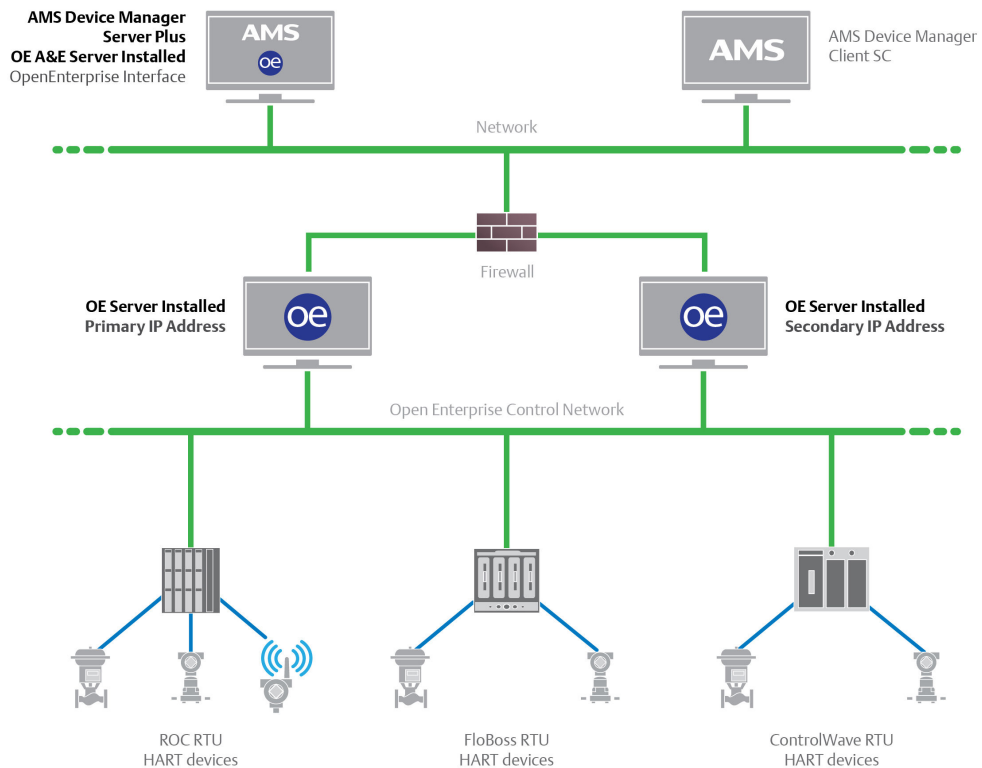 AMS Device Manager
Server Plus
OE A&E Server Installed
OpenEnterprise Interface
AMS
oe
AMS
AMS Device Manager
Client SC
Network
Firewall
OE Server Installed
Primary IP Address
oe
oe
OE Server Installed
Secondary IP Address
Open Enterprise Control Network
ROC RTU
HART devices
FloBoss RTU
HART devices
ControlWave RTU
HART devices